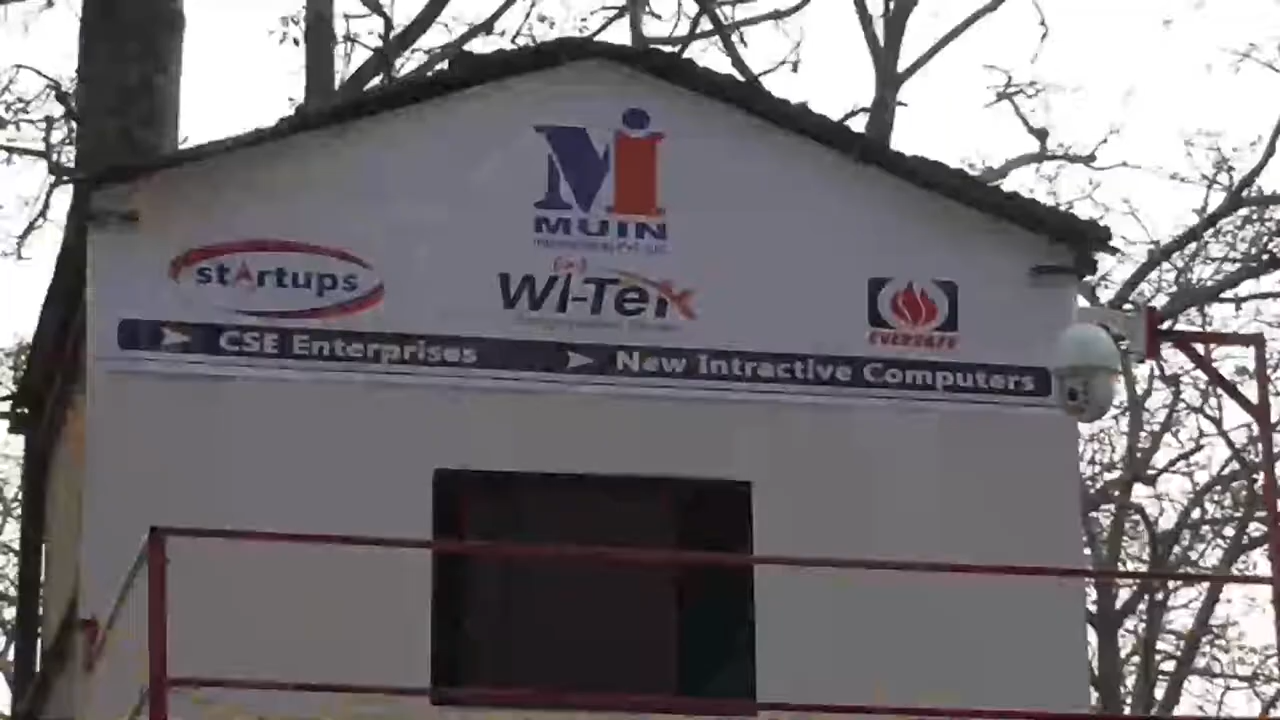 MUIN
stArtups
Wi-Tek
EVERSAFE
CSE Enterprises
New Intractive Computers